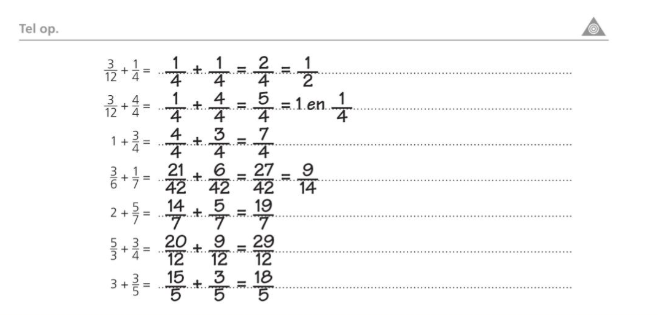 Tel op.
3/12 + 1/4 = 1/4 + 1/4 = 2/4 = 1/2
3/12 + 4/4 = 1/4 + 4/4 = 5/4 = 1 en 1/4
1 + 3/4 = 4/4 + 3/4 = 7/4
3/6 + 1/7 = 21/42 + 6/42 = 27/42 = 9/14
2 + 5/7 = 14/7 + 5/7 = 19/7
5/3 + 3/4 = 20/12 + 9/12 = 29/12
3 + 3/5 = 15/5 + 3/5 = 18/5